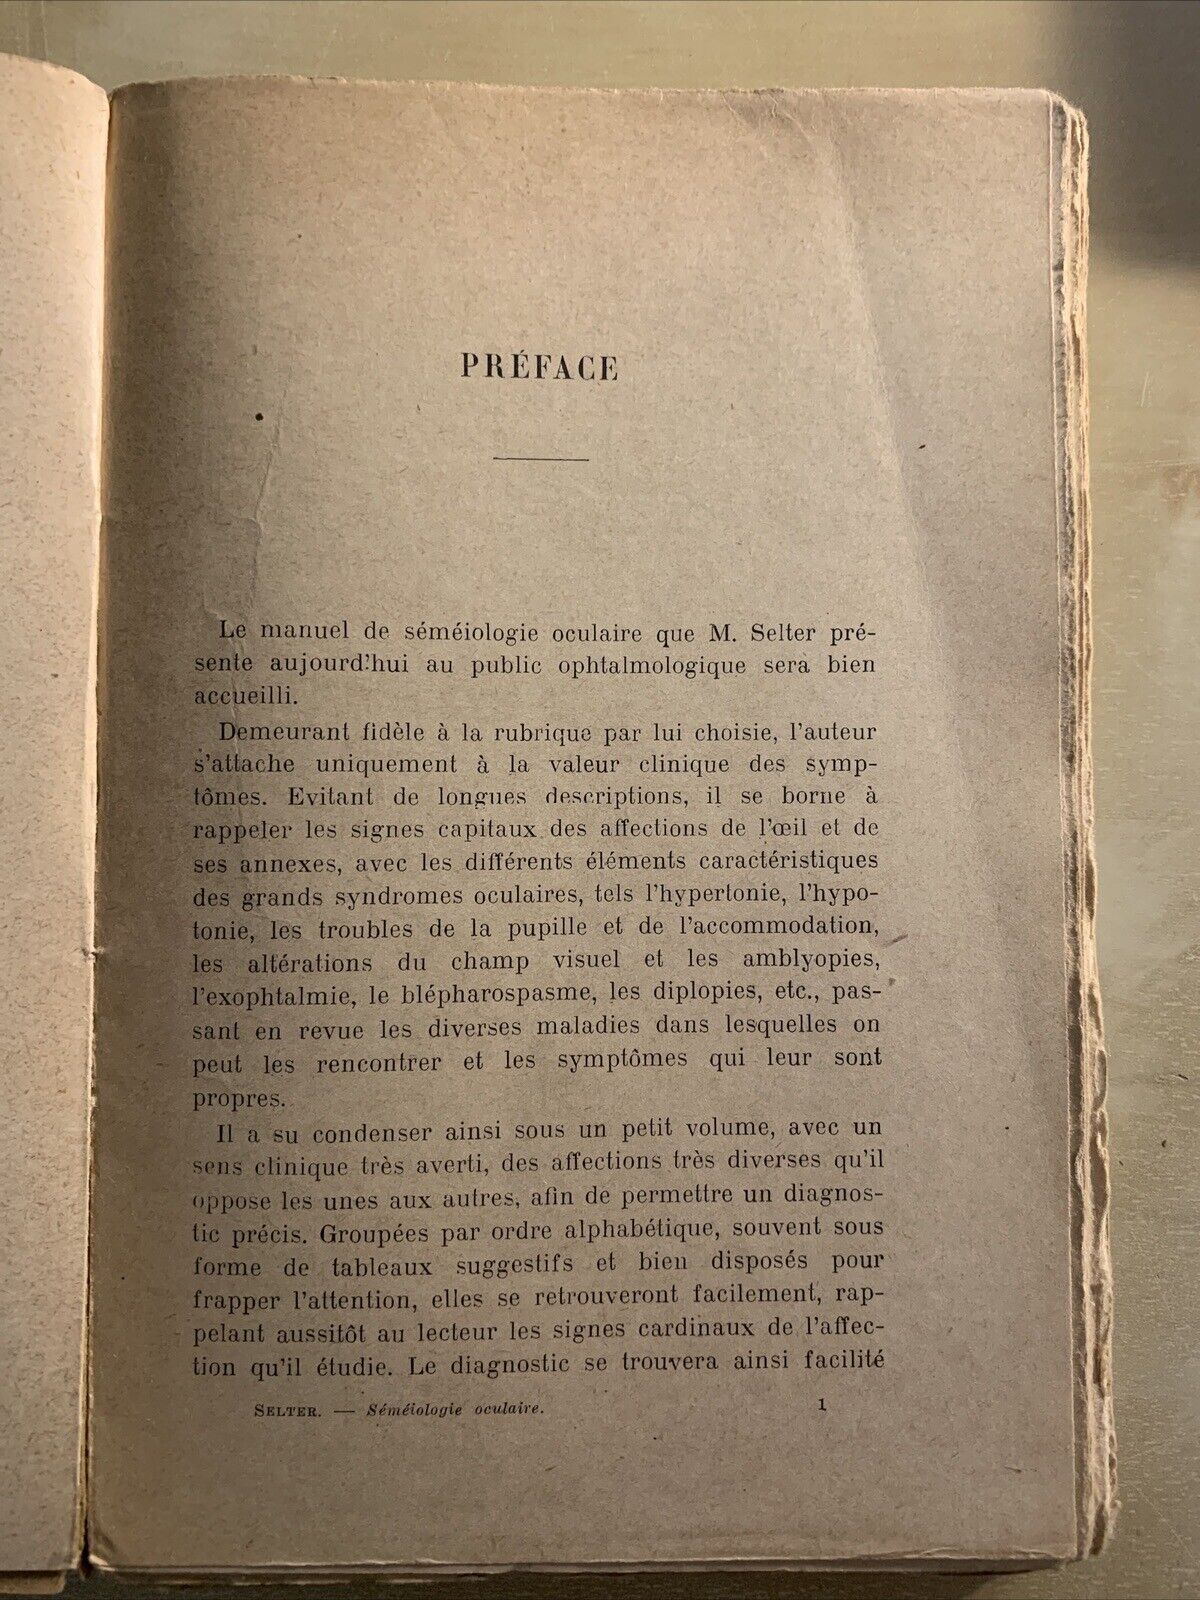 PRÉFACE
Le manuel de séméiologie oculaire que M. Selter pré-
sente aujourd'hui au public ophtalmologique sera bien
accueilli.
Demeurant fidèle à la rubrique par lui choisie, l'auteur
s'attache uniquement à la valeur clinique des symp-
tômes. Evitant de longues descriptions, il se borne à
rappeler les signes capitaux des affections de l'œil et de
ses annexes, avec les différents éléments caractéristiques
des grands syndromes oculaires, tels l'hypertonie, l'hypo-
tonie, les troubles de la pupille et de l'accommodation,
les altérations du champ visuel et les amblyopies,
l'exophtalmie, le blépharospasme, les diplopies, etc., pas-
sant en revue les diverses maladies dans lesquelles on
peut les rencontrer et les symptômes qui leur sont
propres.
Il a su condenser ainsi sous un petit volume, avec un
sens clinique très averti, des affections très diverses qu'il
oppose les unes aux autres, afin de permettre un diagnos-
tic précis. Groupées par ordre alphabétique, souvent sous
forme de tableaux suggestifs et bien disposés pour
frapper l'attention, elles se retrouveront facilement, rap-
pelant aussitôt au lecteur les signes cardinaux de l'affec-
tion qu'il étudie. Le diagnostic se trouvera ainsi facilité
SELTER. — Séméiologie oculaire. 1